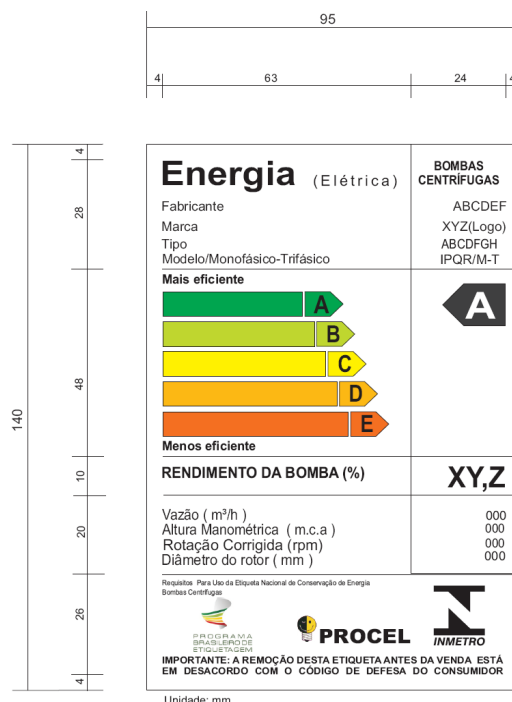 95
4 63 24 4
4
Energia (Elétrica) BOMBAS CENTRÍFUGAS
28
Fabricante ABCDEF
Marca XYZ(Logo)
Tipo ABCDFGH
Modelo/Monofásico-Trifásico IPQR/M-T
Mais eficiente
A A
B
C
140
48
D
E
Menos eficiente
10
RENDIMENTO DA BOMBA (%) XY,Z
Vazão ( m³/h ) 000
20
Altura Manométrica ( m.c.a ) 000
Rotação Corrigida (rpm) 000
Diâmetro do rotor ( mm ) 000
Requisitos Para Uso da Etiqueta Nacional de Conservação de Energia
Bombas Centrífugas
26
PROGRAMA
BRASILEIRO DE
ETIQUETAGEM
PROCEL
INMETRO
IMPORTANTE: A REMOÇÃO DESTA ETIQUETA ANTES DA VENDA ESTÁ
EM DESACORDO COM O CÓDIGO DE DEFESA DO CONSUMIDOR
4
Unidade: mm